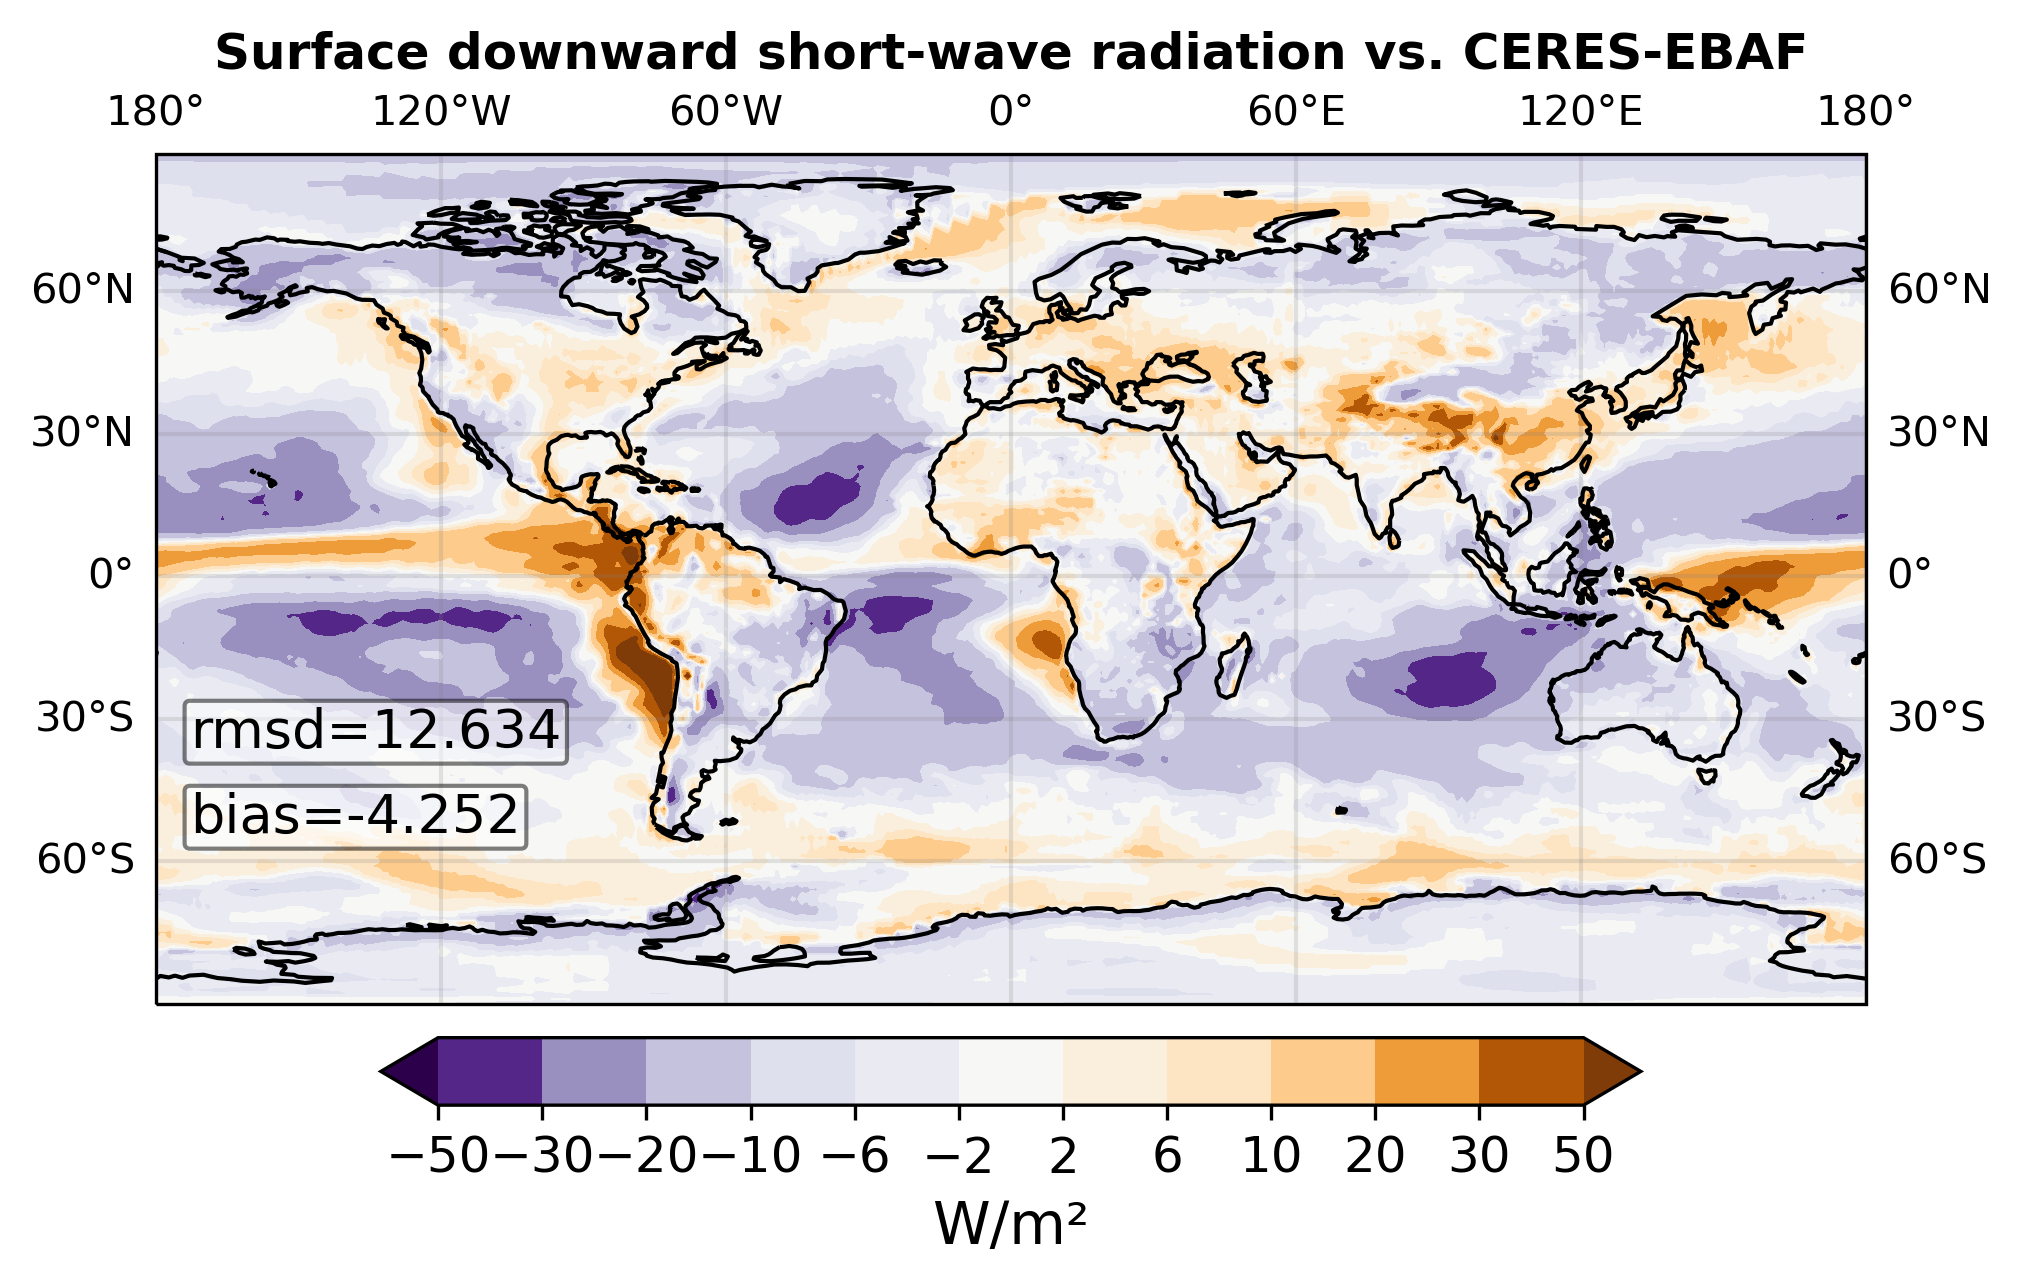 Surface downward short-wave radiation vs. CERES-EBAF
180° 120°W 60°W 0° 60°E 120°E 180°
60°N 60°N
30°N 30°N
0° 0°
30°S 30°S
rmsd=12.634
bias=-4.252
60°S 60°S
−50 −30 −20 −10 −6 −2 2 6 10 20 30 50
W/m²